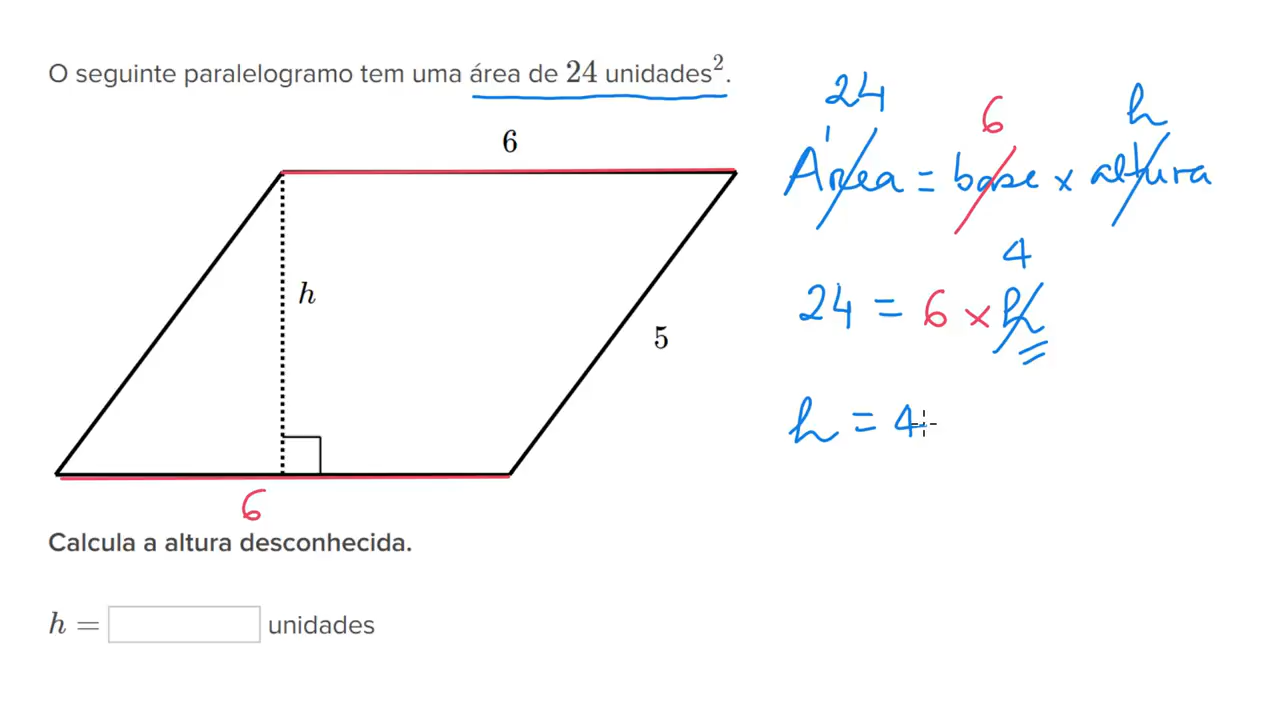 O seguinte paralelogramo tem uma área de 24 unidades².
6
h
5
6
Calcula a altura desconhecida.
h = unidades
24 6 h
Área = base × altura
4
24 = 6 × h
h = 4